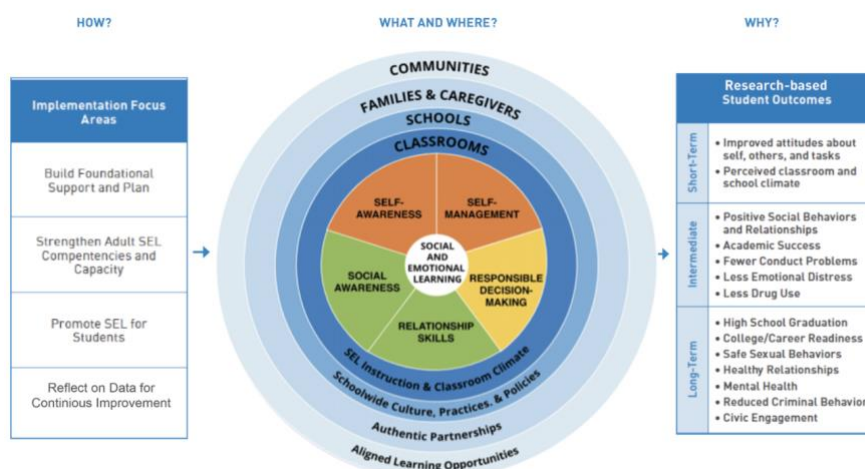 HOW?
WHAT AND WHERE?
WHY?
Implementation Focus
Areas
Build Foundational
Support and Plan
Strengthen Adult SEL
Compentencies and
Capacity
Promote SEL for
Students
Reflect on Data for
Continious Improvement
COMMUNITIES
FAMILIES & CAREGIVERS
SCHOOLS
CLASSROOMS
SELF-
AWARENESS
SELF-
MANAGEMENT
SOCIAL
AND
EMOTIONAL
LEARNING
SOCIAL
AWARENESS
RESPONSIBLE
DECISION-
MAKING
RELATIONSHIP
SKILLS
SEL Instruction & Classroom Climate
Schoolwide Culture, Practices, & Policies
Authentic Partnerships
Aligned Learning Opportunities
Research-based
Student Outcomes
Short-Term
• Improved attitudes about
self, others, and tasks
• Perceived classroom and
school climate
Intermediate
• Positive Social Behaviors
and Relationships
• Academic Success
• Fewer Conduct Problems
• Less Emotional Distress
• Less Drug Use
Long-Term
• High School Graduation
• College/Career Readiness
• Safe Sexual Behaviors
• Healthy Relationships
• Mental Health
• Reduced Criminal Behavior
• Civic Engagement